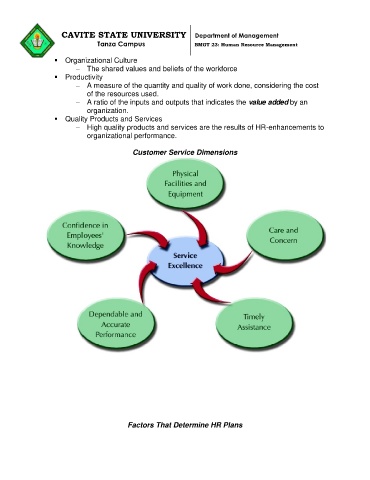 CAVITE STATE UNIVERSITY
Tanza Campus
Department of Management
BMGT 23: Human Resource Management
▪ Organizational Culture
– The shared values and beliefs of the workforce
▪ Productivity
– A measure of the quantity and quality of work done, considering the cost
of the resources used.
– A ratio of the inputs and outputs that indicates the value added by an
organization.
▪ Quality Products and Services
– High quality products and services are the results of HR-enhancements to
organizational performance.
Customer Service Dimensions
Physical
Facilities and
Equipment
Confidence in
Employees'
Knowledge
Care and
Concern
Service
Excellence
Dependable and
Accurate
Performance
Timely
Assistance
Factors That Determine HR Plans